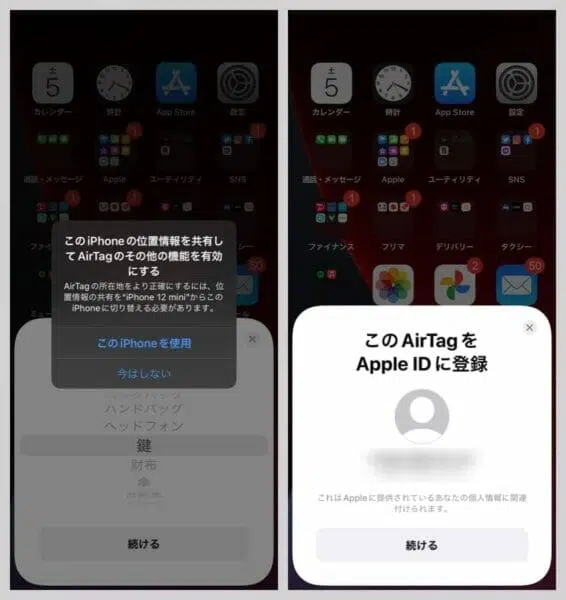 土
5
カレンダー
時計
App Store
設定
1
1
通話・メッセージ
Apple
ユーティリティ
SNS
1
1
このiPhoneの位置情報を共有し
てAirTagのその他の機能を有効
にする
AirTagの所在地をより正確にするには、位
置情報の共有を"iPhone 12 mini"からこの
iPhoneに切り替える必要があります。
このiPhoneを使用
今はしない
ハンドバッグ
ヘッドフォン
鍵
財布
傘
続ける
土
5
カレンダー
時計
App Store
設定
1
1
通話・メッセージ
Apple
ユーティリティ
SNS
1
1
ファイナンス
フリマ
デリバリー
タクシー
2
50
このAirTagを
Apple IDに登録
これはAppleに提供されているあなたの個人情報に関連
付けられます。
続ける